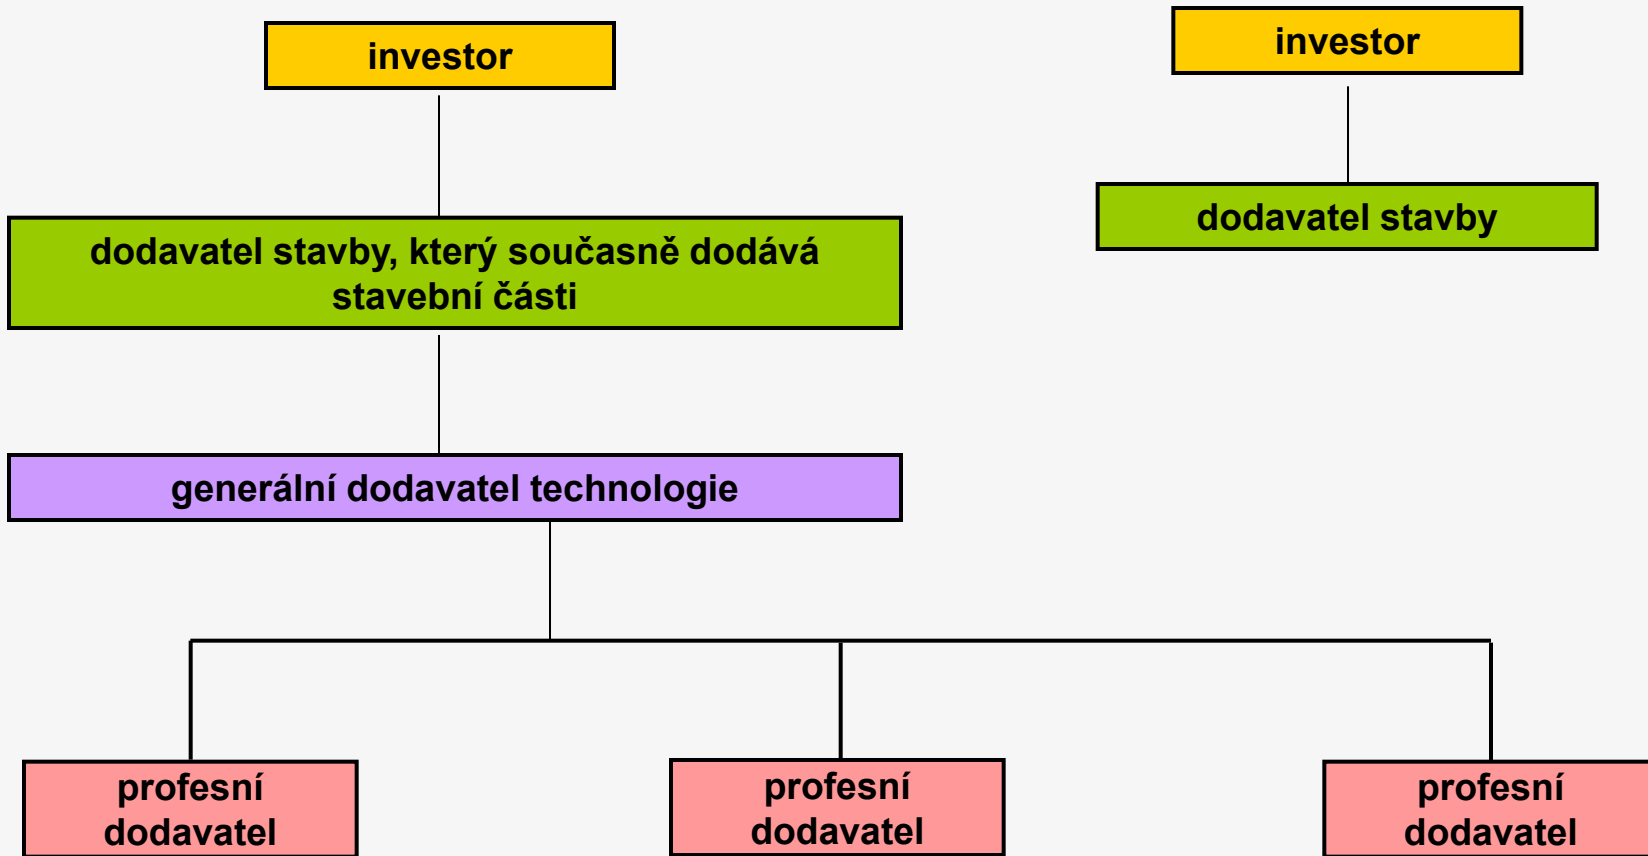 investor
investor
dodavatel stavby, který současně dodává
stavební části
dodavatel stavby
generální dodavatel technologie
profesní
dodavatel
profesní
dodavatel
profesní
dodavatel